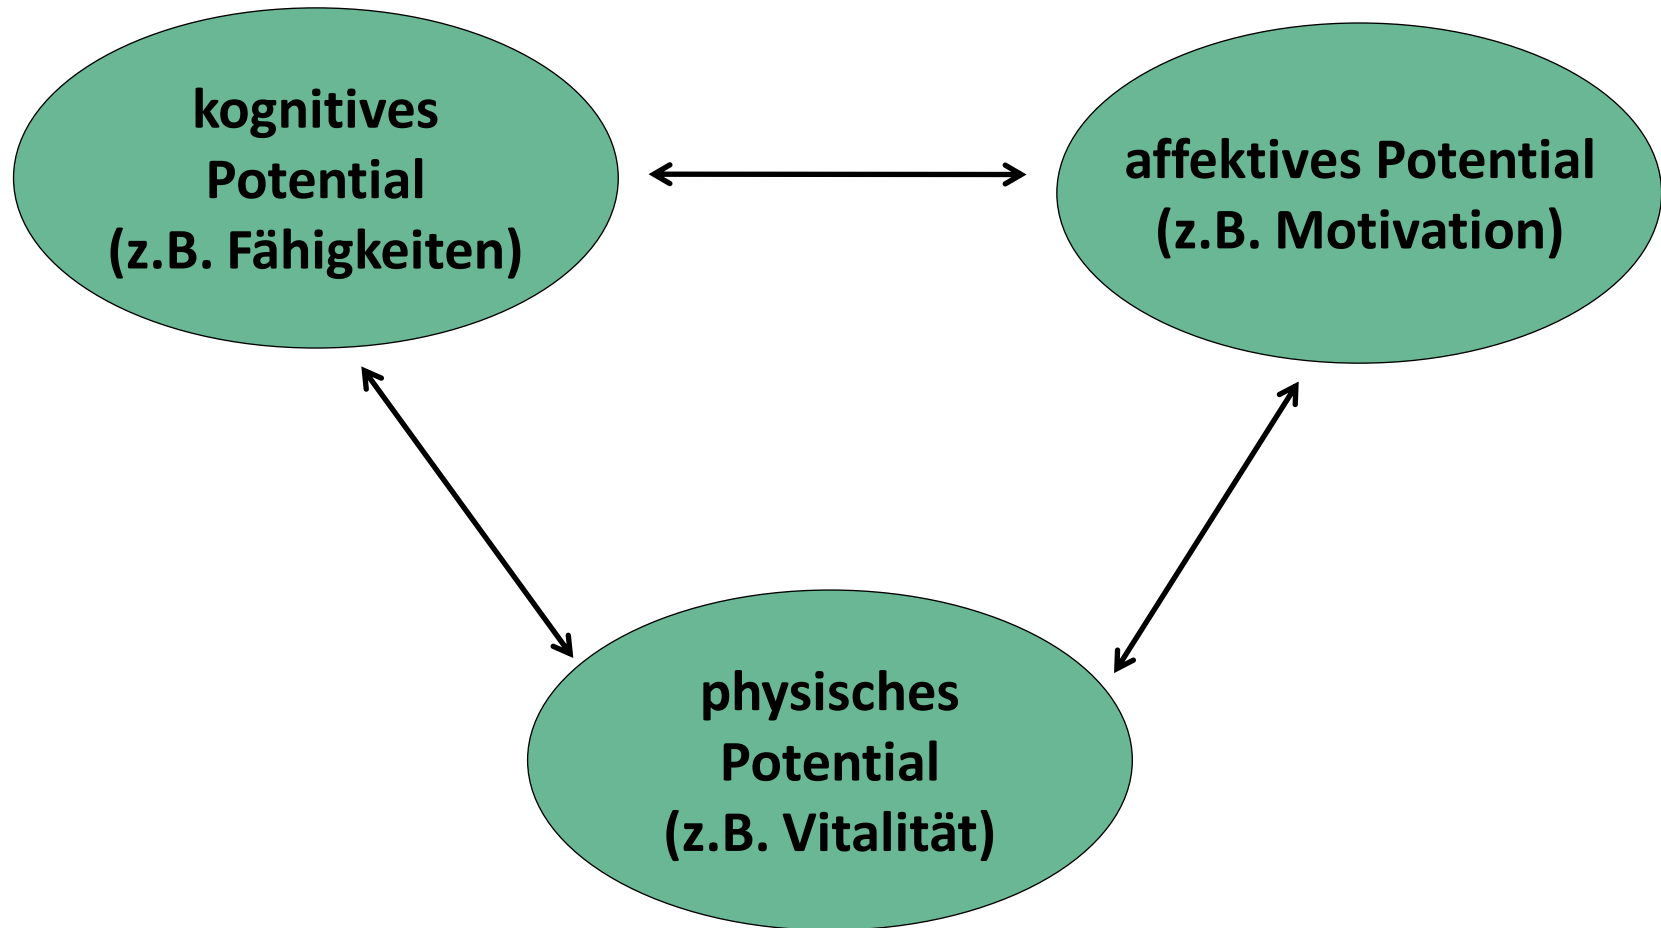 kognitives
Potential
(z.B. Fähigkeiten)
affektives Potential
(z.B. Motivation)
physisches
Potential
(z.B. Vitalität)